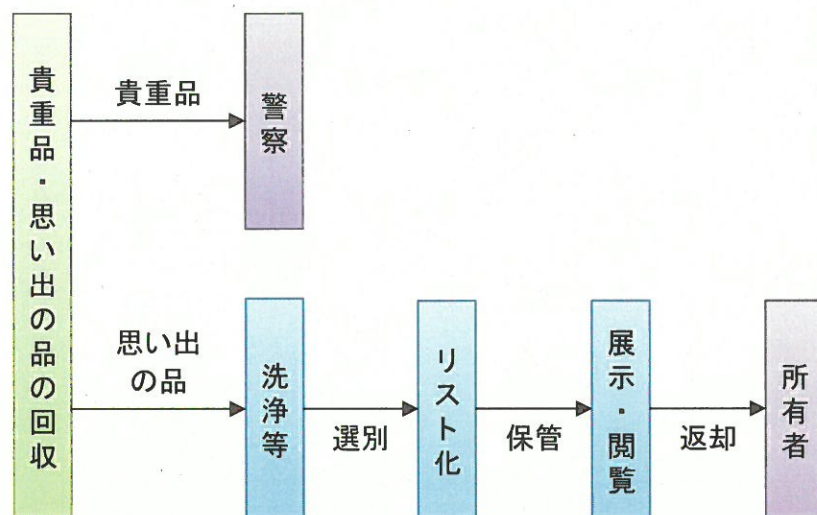 貴重品・思い出の品の回収
貴重品
警察
思い出
の品
洗浄等
選別
リスト化
保管
展示・閲覧
返却
所有者